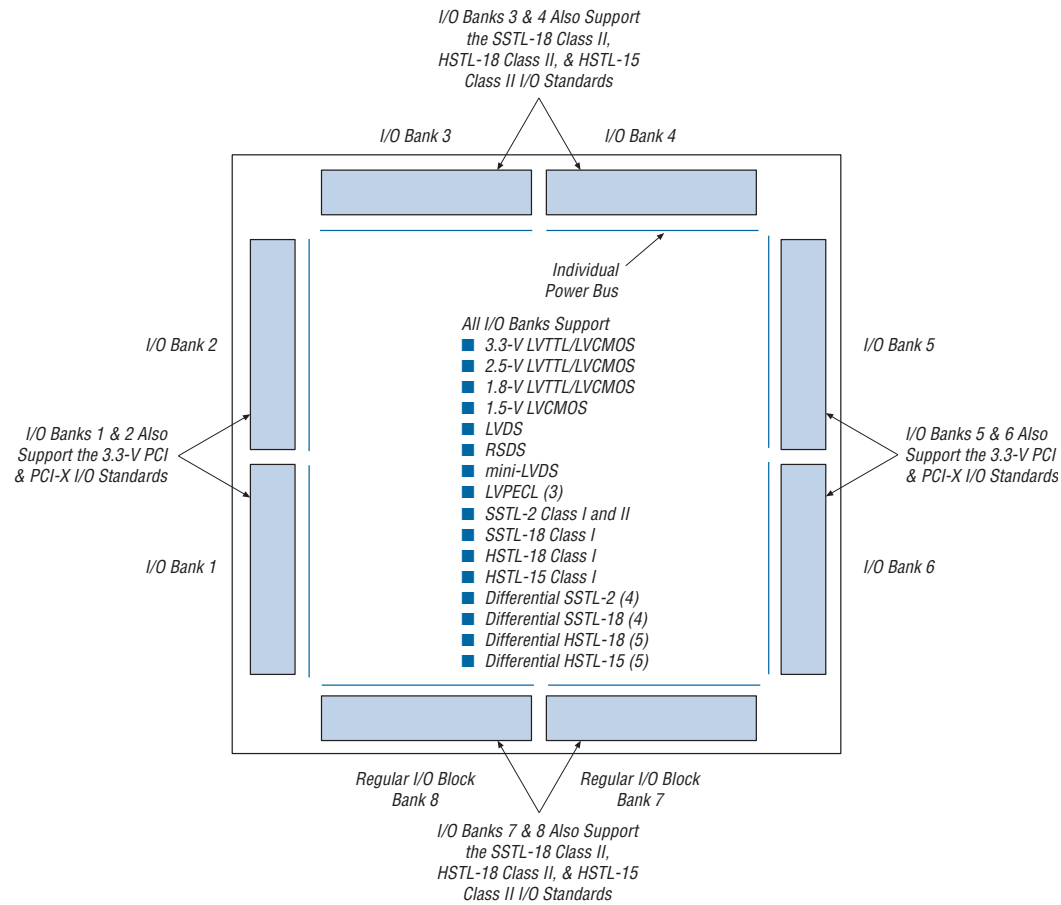 I/O Banks 3 & 4 Also Support
the SSTL-18 Class II,
HSTL-18 Class II, & HSTL-15
Class II I/O Standards
I/O Bank 3
I/O Bank 4
Individual
Power Bus
I/O Bank 2
I/O Bank 5
All I/O Banks Support
3.3-V LVTTL/LVCMOS
2.5-V LVTTL/LVCMOS
1.8-V LVTTL/LVCMOS
1.5-V LVCMOS
LVDS
RSDS
mini-LVDS
LVPECL (3)
SSTL-2 Class I and II
SSTL-18 Class I
HSTL-18 Class I
HSTL-15 Class I
Differential SSTL-2 (4)
Differential SSTL-18 (4)
Differential HSTL-18 (5)
Differential HSTL-15 (5)
I/O Banks 1 & 2 Also
Support the 3.3-V PCI
& PCI-X I/O Standards
I/O Banks 5 & 6 Also
Support the 3.3-V PCI
& PCI-X I/O Standards
I/O Bank 1
I/O Bank 6
Regular I/O Block
Bank 8
Regular I/O Block
Bank 7
I/O Banks 7 & 8 Also Support
the SSTL-18 Class II,
HSTL-18 Class II, & HSTL-15
Class II I/O Standards